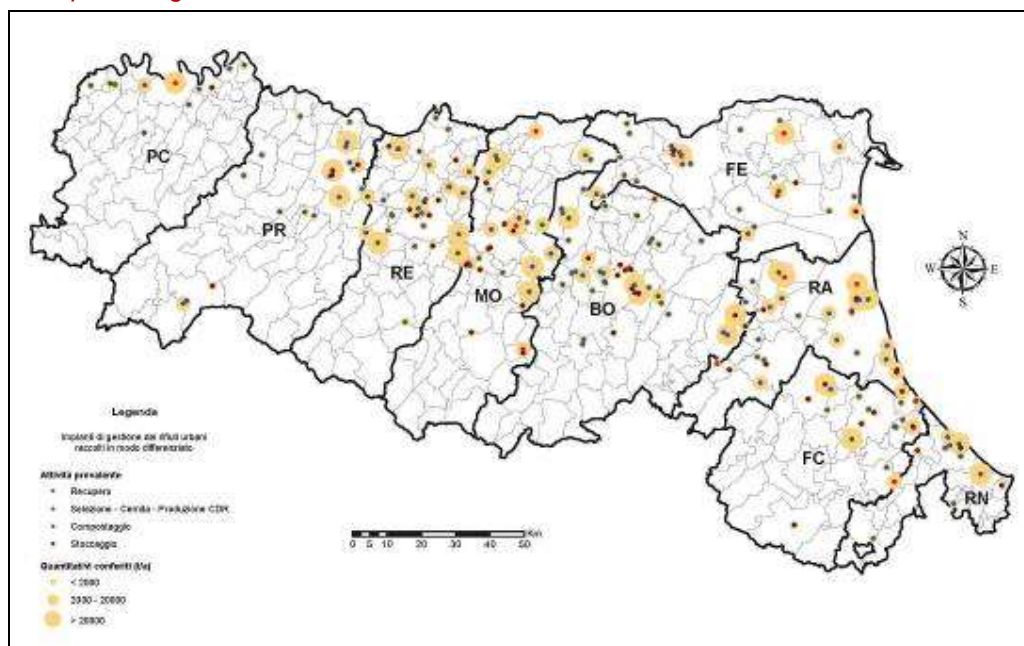 PC
PR
RE
MO
BO
FE
RA
FC
RN
N
W E
S
Legenda
Impianti di gestione dei rifiuti urbani
raccolti in modo differenziato
Attività prevalente
Recupero
Selezione - Cernita - Produzione CDR
Compostaggio
Stoccaggio
Quantitativi conferiti (t/a)
< 2000
2000 - 20000
> 20000
0 5 10 20 30 40 50
Km